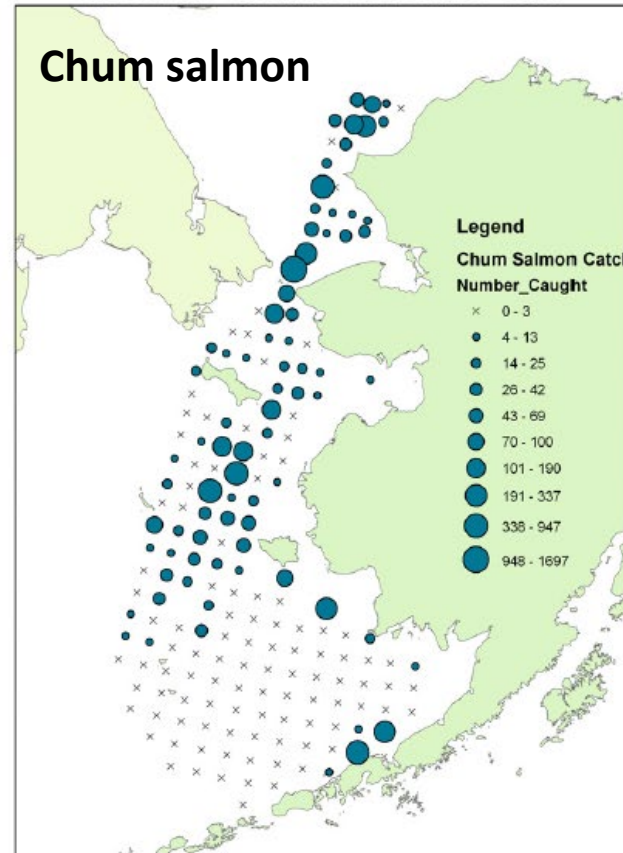 Chum salmon
Legend
Chum Salmon Catch
Number_Caught
0 - 3
4 - 13
14 - 25
26 - 42
43 - 69
70 - 100
101 - 190
191 - 337
338 - 947
948 - 1697